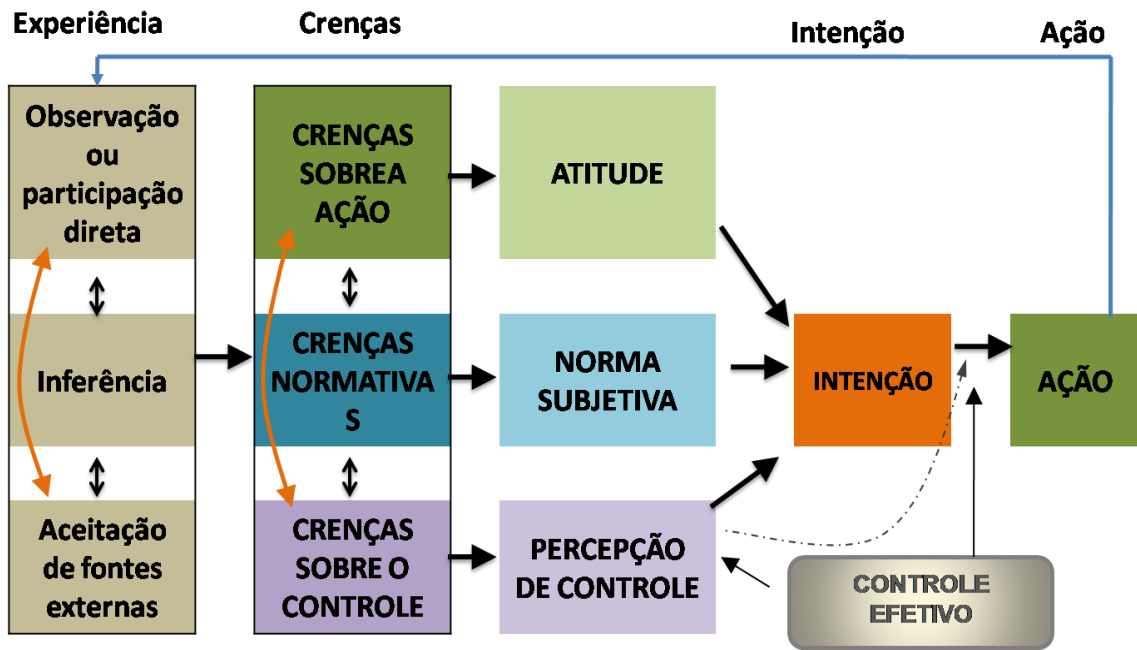 Experiência
Crenças
Intenção
Ação
Observação
ou
participação
direta
Inferência
Aceitação
de fontes
externas
CRENÇAS
SOBREA
AÇÃO
CRENÇAS
NORMATIVA
S
CRENÇAS
SOBRE O
CONTROLE
ATITUDE
NORMA
SUBJETIVA
PERCEPÇÃO
DE CONTROLE
INTENÇÃO
AÇÃO
CONTROLE
EFETIVO